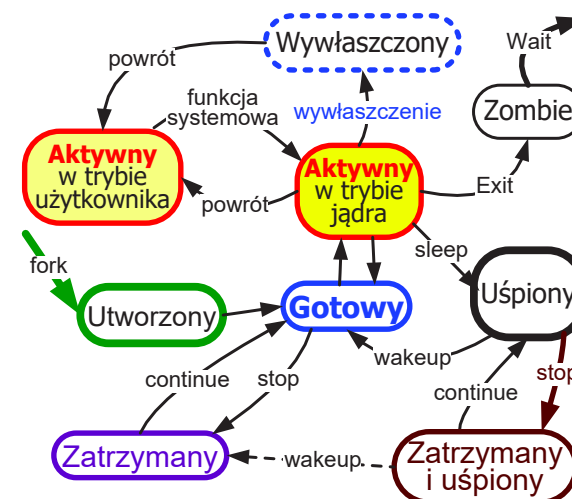 Wywłaszczony
Wait
powrót
funkcja
systemowa
wywłaszczenie
Zombie
Aktywny
w trybie
użytkownika
Aktywny
w trybie
jądra
powrót
Exit
sleep
fork
Utworzony
Gotowy
Uśpiony
wakeup
continue
stop
continue
stop
Zatrzymany
wakeup
Zatrzymany
i uśpiony